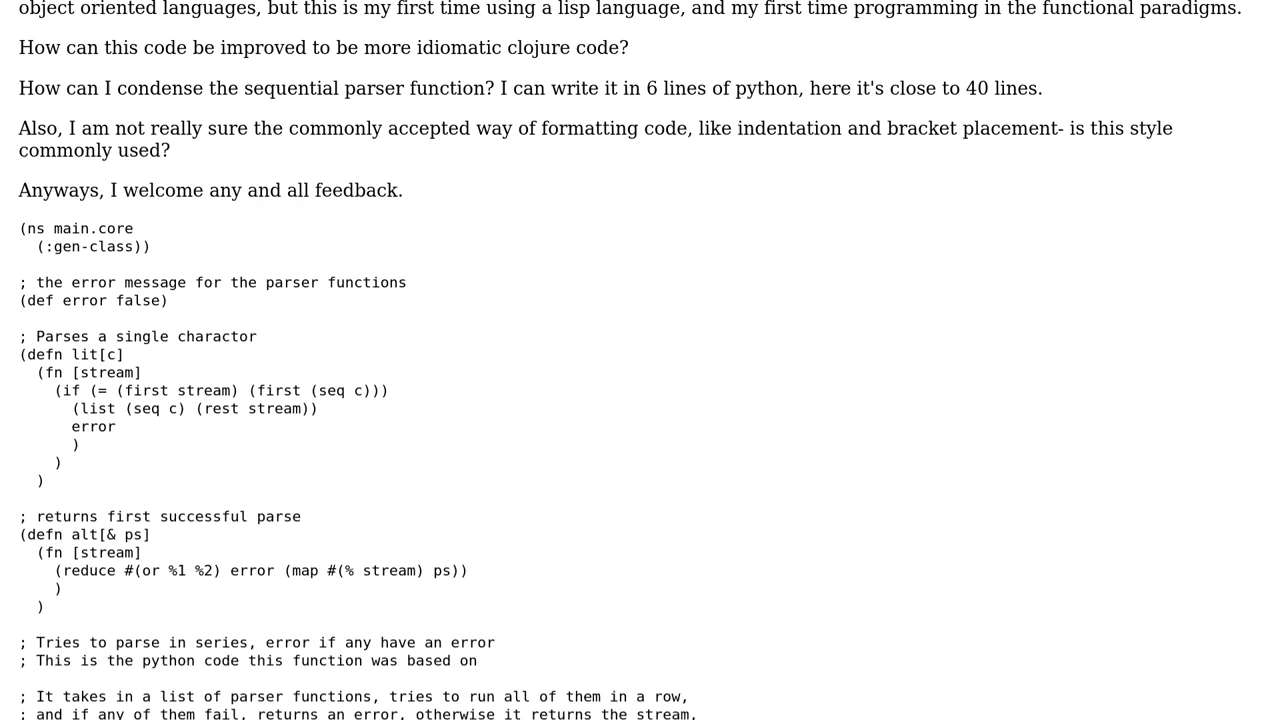 object oriented languages, but this is my first time using a lisp language, and my first time programming in the functional paradigms.
How can this code be improved to be more idiomatic clojure code?
How can I condense the sequential parser function? I can write it in 6 lines of python, here it's close to 40 lines.
Also, I am not really sure the commonly accepted way of formatting code, like indentation and bracket placement- is this style
commonly used?
Anyways, I welcome any and all feedback.
(ns main.core
  (:gen-class))
; the error message for the parser functions
(def error false)
; Parses a single charactor
(defn lit[c]
  (fn [stream]
    (if (= (first stream) (first (seq c)))
      (list (seq c) (rest stream))
      error
      )
    )
  )
; returns first successful parse
(defn alt[& ps]
  (fn [stream]
    (reduce #(or %1 %2) error (map #(% stream) ps))
    )
  )
; Tries to parse in series, error if any have an error
; This is the python code this function was based on
; It takes in a list of parser functions, tries to run all of them in a row,
; and if any of them fail, returns an error, otherwise it returns the stream,